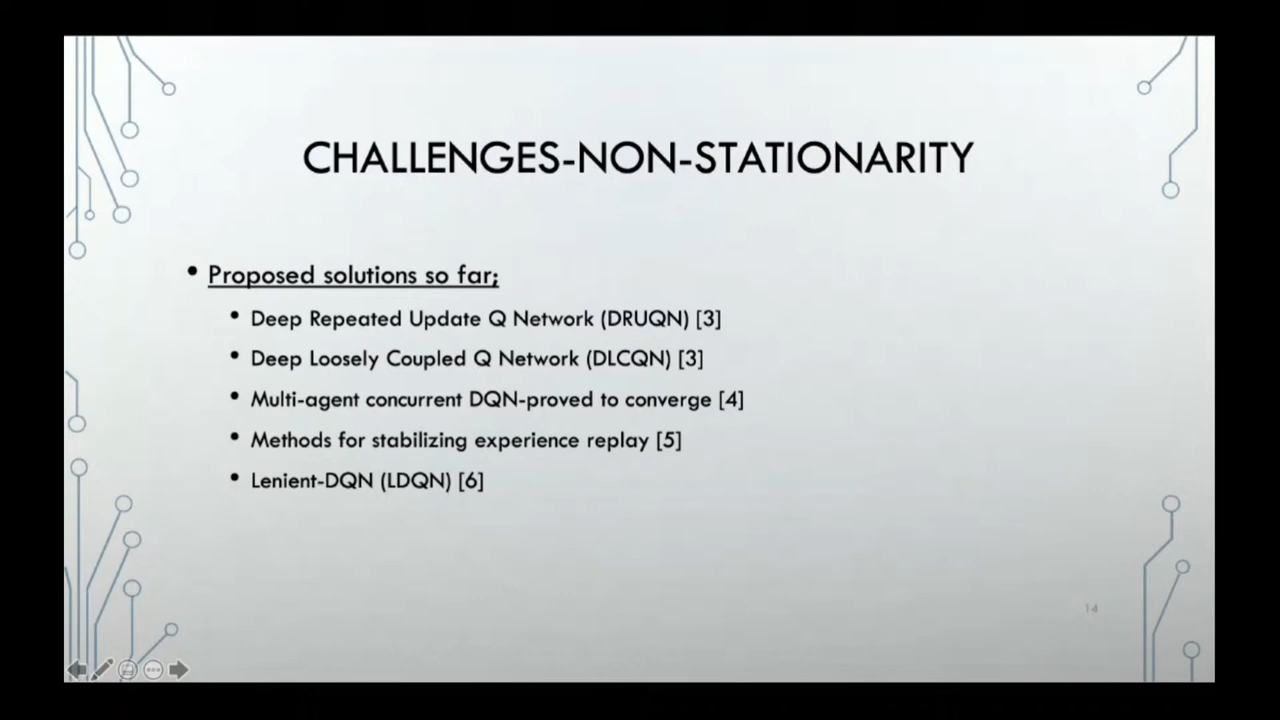 CHALLENGES-NON-STATIONARITY
• Proposed solutions so far;
• Deep Repeated Update Q Network (DRUQN) [3]
• Deep Loosely Coupled Q Network (DLCQN) [3]
• Multi-agent concurrent DQN-proved to converge [4]
• Methods for stabilizing experience replay [5]
• Lenient-DQN (LDQN) [6]
14